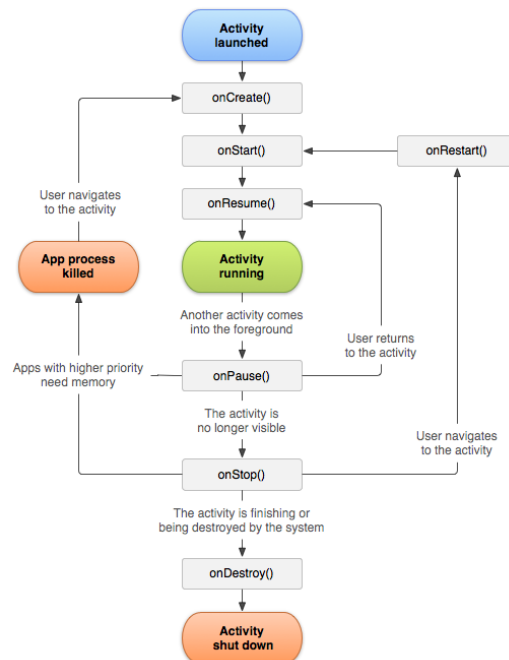 Activity
launched
onCreate()
onStart()
onRestart()
User navigates
to the activity
onResume()
App process
killed
Activity
running
Another activity comes
into the foreground
User returns
to the activity
Apps with higher priority
need memory
onPause()
The activity is
no longer visible
User navigates
to the activity
onStop()
The activity is finishing or
being destroyed by the system
onDestroy()
Activity
shut down